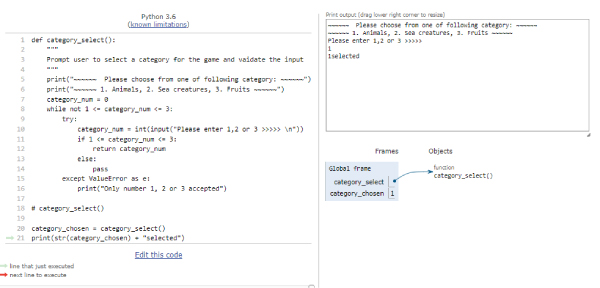 Python 3.6
(known limitations)
1 def category_select():
2 """
3 Prompt user to select a category for the game and vaidate the input
4 """
5 print("~~~~~~ Please choose from one of following category: ~~~~~~")
6 print("~~~~~~ 1. Animals, 2. Sea creatures, 3. Fruits ~~~~~~")
7 category_num = 0
8 while not 1 <= category_num <= 3:
9 try:
10 category_num = int(input("Please enter 1,2 or 3 >>>>> \n"))
11 if 1 <= category_num <= 3:
12 return category_num
13 else:
14 pass
15 except ValueError as e:
16 print("Only number 1, 2 or 3 accepted")
17
18 # category_select()
19
20 category_chosen = category_select()
21 print(str(category_chosen) + "selected")
Edit this code
line that just executed
next line to execute
Print output (drag lower right corner to resize)
~~~~~~ Please choose from one of following category: ~~~~~~
~~~~~~ 1. Animals, 2. Sea creatures, 3. Fruits ~~~~~~
Please enter 1,2 or 3 >>>>>
1
1selected
Frames Objects
Global frame
category_select
category_chosen 1
function
category_select()